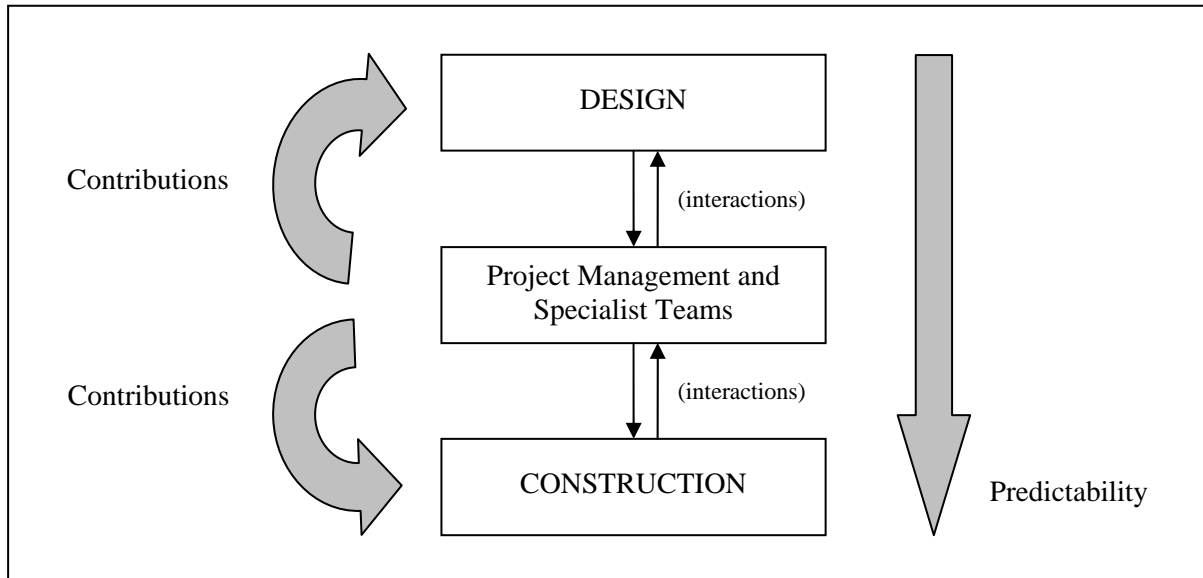 DESIGN
Contributions
(interactions)
Project Management and
Specialist Teams
Contributions
(interactions)
CONSTRUCTION
Predictability